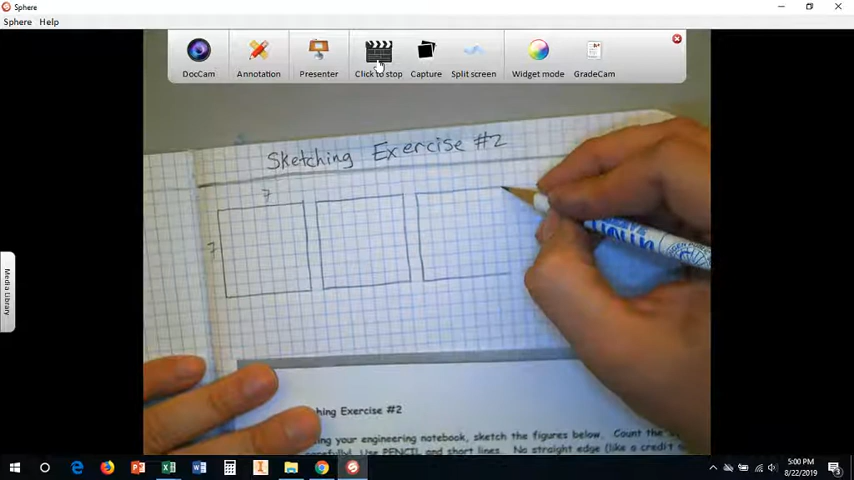 Sphere
Sphere Help
DocCam Annotation Presenter Click to stop Capture Split screen Widget mode GradeCam
Sketching Exercise #2
7
7
Media Library
hing Exercise #2
ing your engineering notebook, sketch the figures below. Count the
Use PENCIL and short lines. No straight edge (like a credit
5:00 PM
8/22/2019